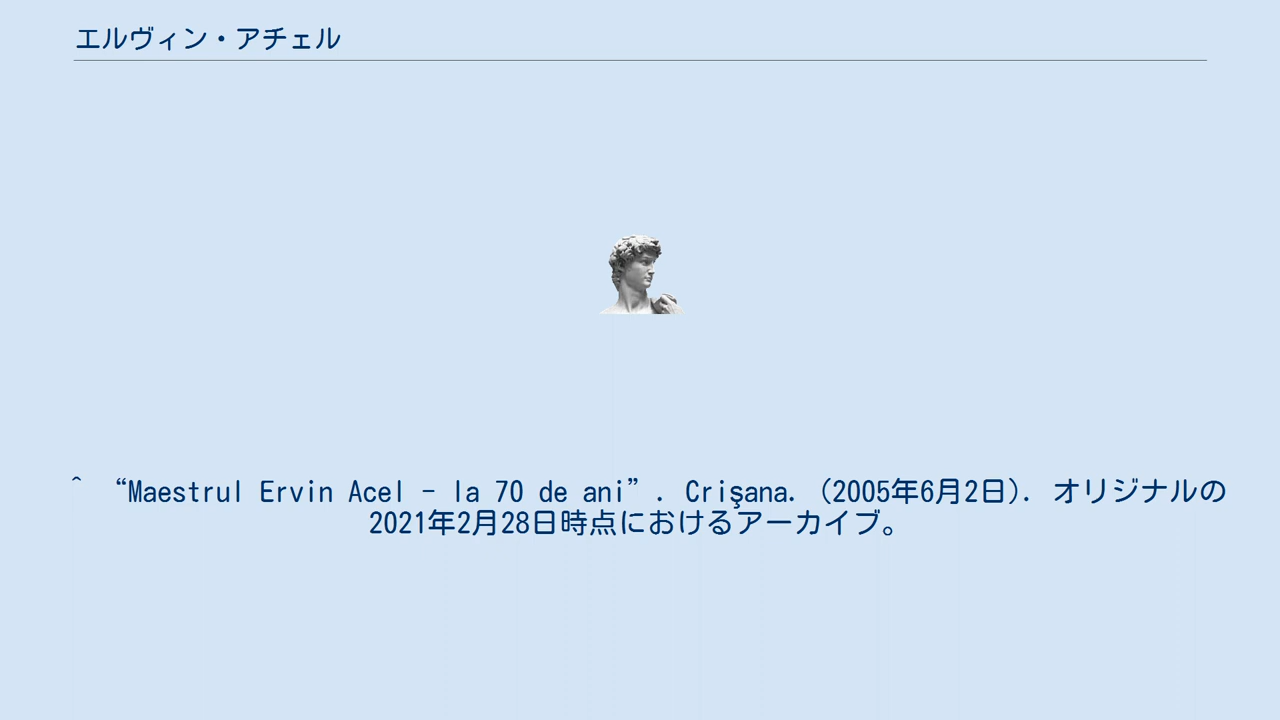 エルヴィン・アチェル
^ “Maestrul Ervin Acel - la 70 de ani”. Crişana. (2005年6月2日). オリジナルの
2021年2月28日時点におけるアーカイブ。